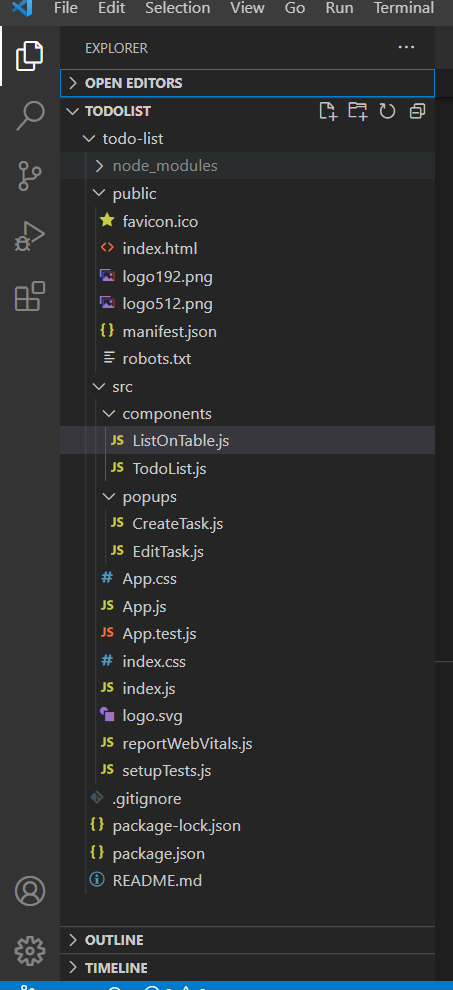 File Edit Selection View Go Run Terminal
EXPLORER
OPEN EDITORS
TODOLIST
todo-list
node_modules
public
favicon.ico
index.html
logo192.png
logo512.png
{} manifest.json
robots.txt
src
components
JS ListOnTable.js
JS TodoList.js
popups
JS CreateTask.js
JS EditTask.js
# App.css
JS App.js
JS App.test.js
# index.css
JS index.js
logo.svg
JS reportWebVitals.js
JS setupTests.js
.gitignore
{} package-lock.json
{} package.json
README.md
OUTLINE
TIMELINE